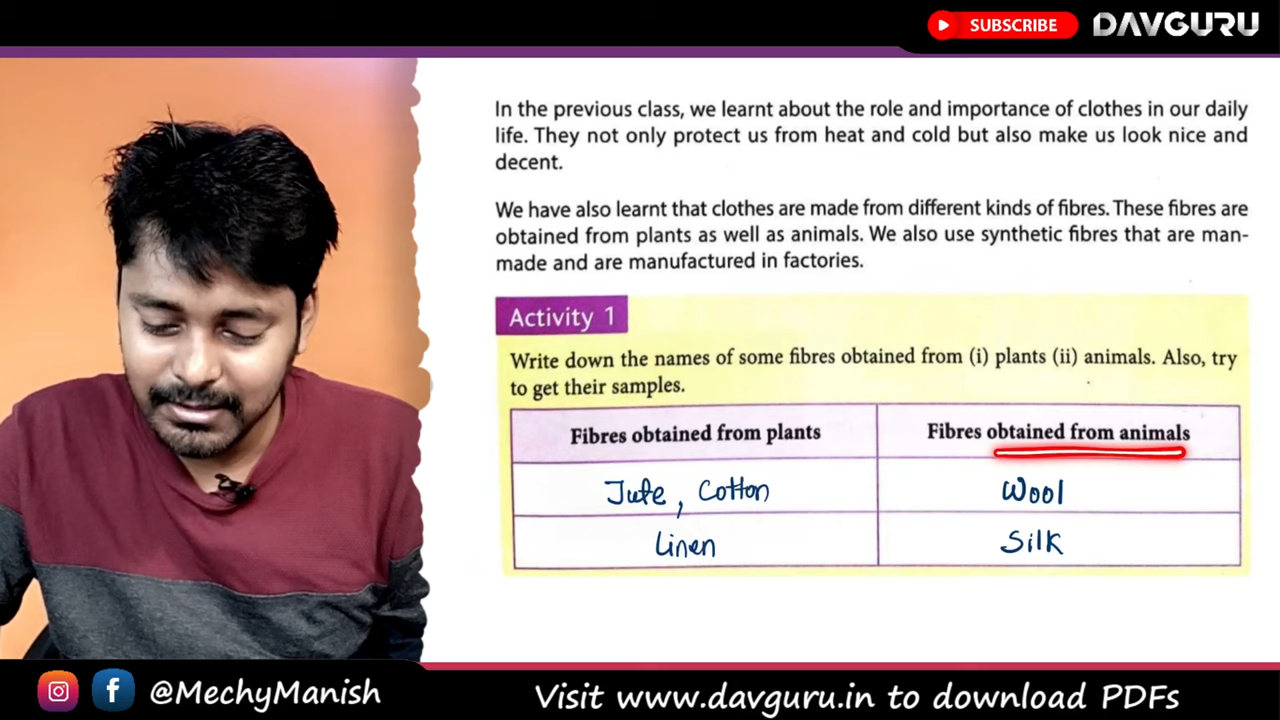 SUBSCRIBE DAVGURU
In the previous class, we learnt about the role and importance of clothes in our daily
life. They not only protect us from heat and cold but also make us look nice and
decent.
We have also learnt that clothes are made from different kinds of fibres. These fibres are
obtained from plants as well as animals. We also use synthetic fibres that are man-
made and are manufactured in factories.
Activity 1
Write down the names of some fibres obtained from (i) plants (ii) animals. Also, try
to get their samples.
Fibres obtained from plants Fibres obtained from animals
Jute, Cotton Wool
Linen Silk
@MechyManish Visit www.davguru.in to download PDFs